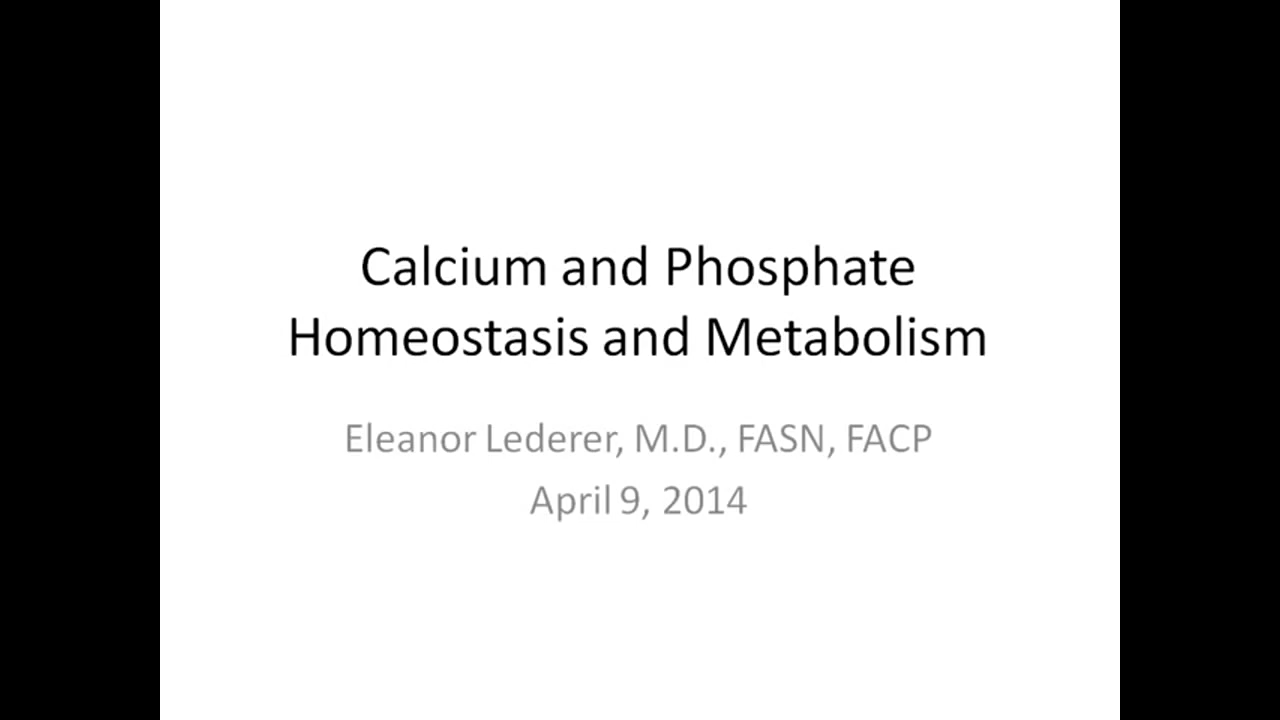 Calcium and Phosphate
Homeostasis and Metabolism
Eleanor Lederer, M.D., FASN, FACP
April 9, 2014